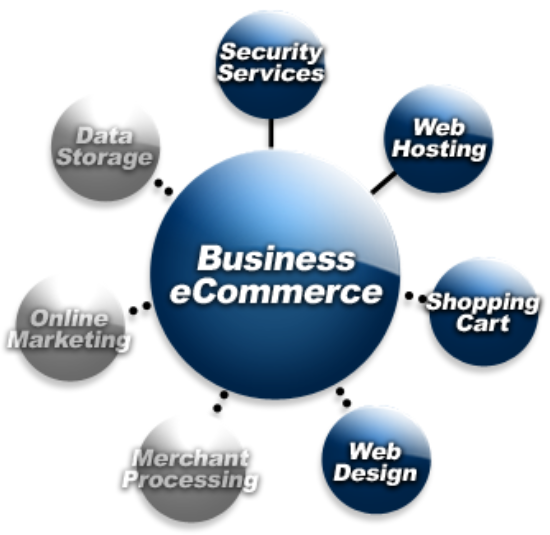 Security
Services
Data
Storage
Web
Hosting
Business
eCommerce
Online
Marketing
Shopping
Cart
Merchant
Processing
Web
Design